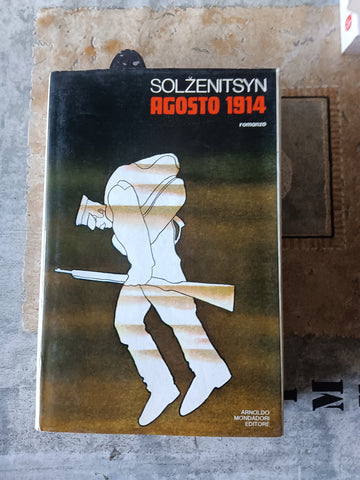 SOLŽENITSYN
AGOSTO 1914
romanzo
ARNOLDO
MONDADORI
EDITORE
M